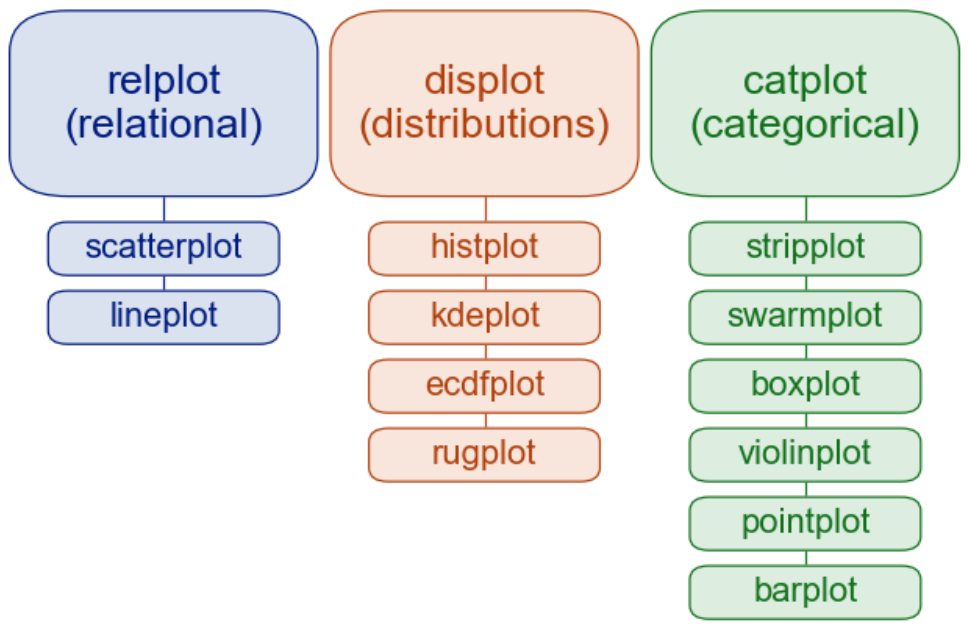 relplot
(relational)
scatterplot
lineplot
displot
(distributions)
histplot
kdeplot
ecdfplot
rugplot
catplot
(categorical)
stripplot
swarmplot
boxplot
violinplot
pointplot
barplot